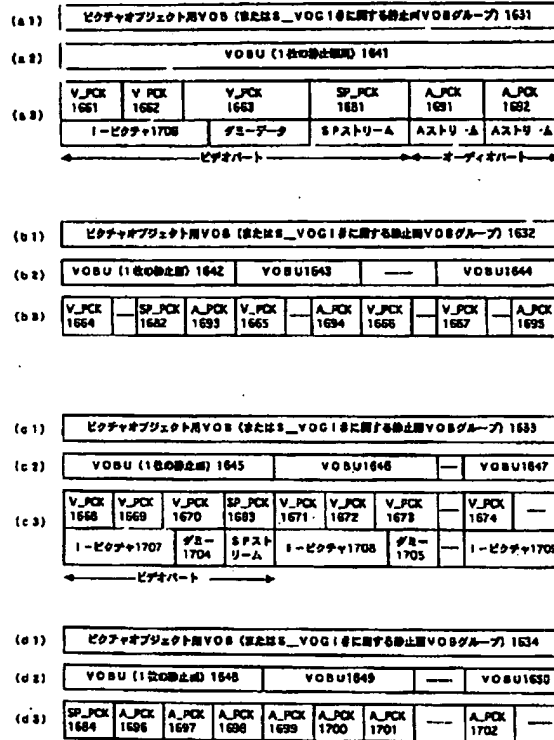 (a1) ピクチャオブジェクト用VOB (またはS__VOGI#に関する静止画VOBグループ) 1631
(a2) VOBU (1枚の静止画用) 1641
(a3) V_PCK 1661 V_PCK 1662 V_PCK 1663 SP_PCK 1681 A_PCK 1691 A_PCK 1692
I-ピクチャ1706 ダミーデータ SPストリーム Aストリーム Aストリーム
ビデオパート オーディオパート
(b1) ピクチャオブジェクト用VOB (またはS__VOGI#に関する静止画VOBグループ) 1632
(b2) VOBU (1枚の静止画) 1642 VOBU1643 VOBU1644
(b3) V_PCK 1664 SP_PCK 1682 A_PCK 1693 V_PCK 1665 A_PCK 1694 V_PCK 1666 V_PCK 1667 A_PCK 1695
(c1) ピクチャオブジェクト用VOB (またはS__VOGI#に関する静止画VOBグループ) 1633
(c2) VOBU (1枚の静止画) 1645 VOBU1646 VOBU1647
(c3) V_PCK 1668 V_PCK 1669 V_PCK 1670 SP_PCK 1683 V_PCK 1671 V_PCK 1672 V_PCK 1673 V_PCK 1674
I-ピクチャ1707 ダミー 1704 SPストリーム I-ピクチャ1708 ダミー 1705 I-ピクチャ1709
ビデオパート
(d1) ピクチャオブジェクト用VOB (またはS__VOGI#に関する静止画VOBグループ) 1634
(d2) VOBU (1枚の静止画) 1648 VOBU1649 VOBU1650
(d3) SP_PCK 1684 A_PCK 1696 A_PCK 1697 A_PCK 1698 A_PCK 1699 A_PCK 1700 A_PCK 1701 A_PCK 1702